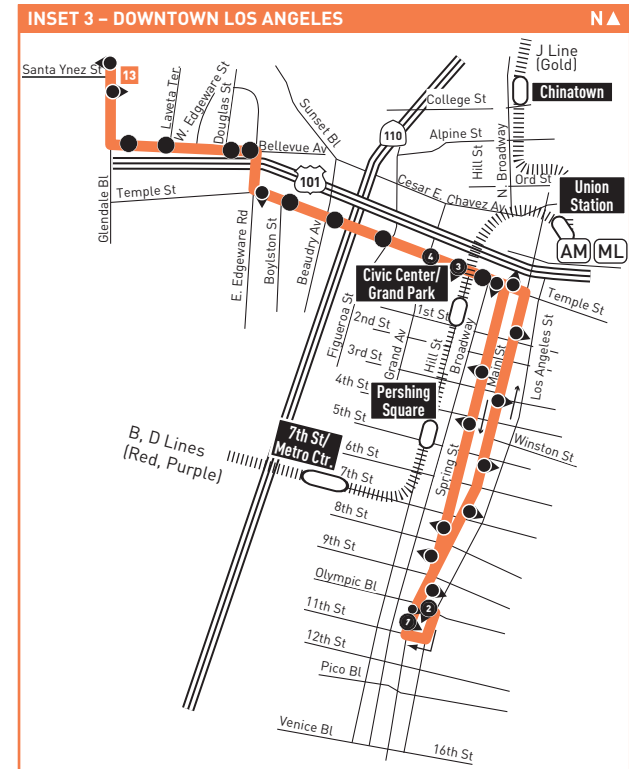 INSET 3 – DOWNTOWN LOS ANGELES
N
J Line
(Gold)
Santa Ynez St
13
Chinatown
Laveta Ter.
W. Edgeware St
Douglas St
Sunset Bl
110
College St
Alpine St
Hill St
N. Broadway
Bellevue Av
101
Ord St
Cesar E. Chavez Av
Union
Station
Temple St
Glendale Bl
E. Edgeware Rd
Boylston St
Beaudry Av
AM
ML
4
3
Civic Center/
Grand Park
Temple St
Figueroa St
Grand Av
Hill St
Broadway
Main St
Los Angeles St
1st St
2nd St
3rd St
4th St
5th St
Pershing
Square
B, D Lines
(Red, Purple)
7th St/
Metro Ctr.
6th St
7th St
Winston St
Spring St
8th St
9th St
Olympic Bl
11th St
2
7
12th St
Pico Bl
Venice Bl
16th St